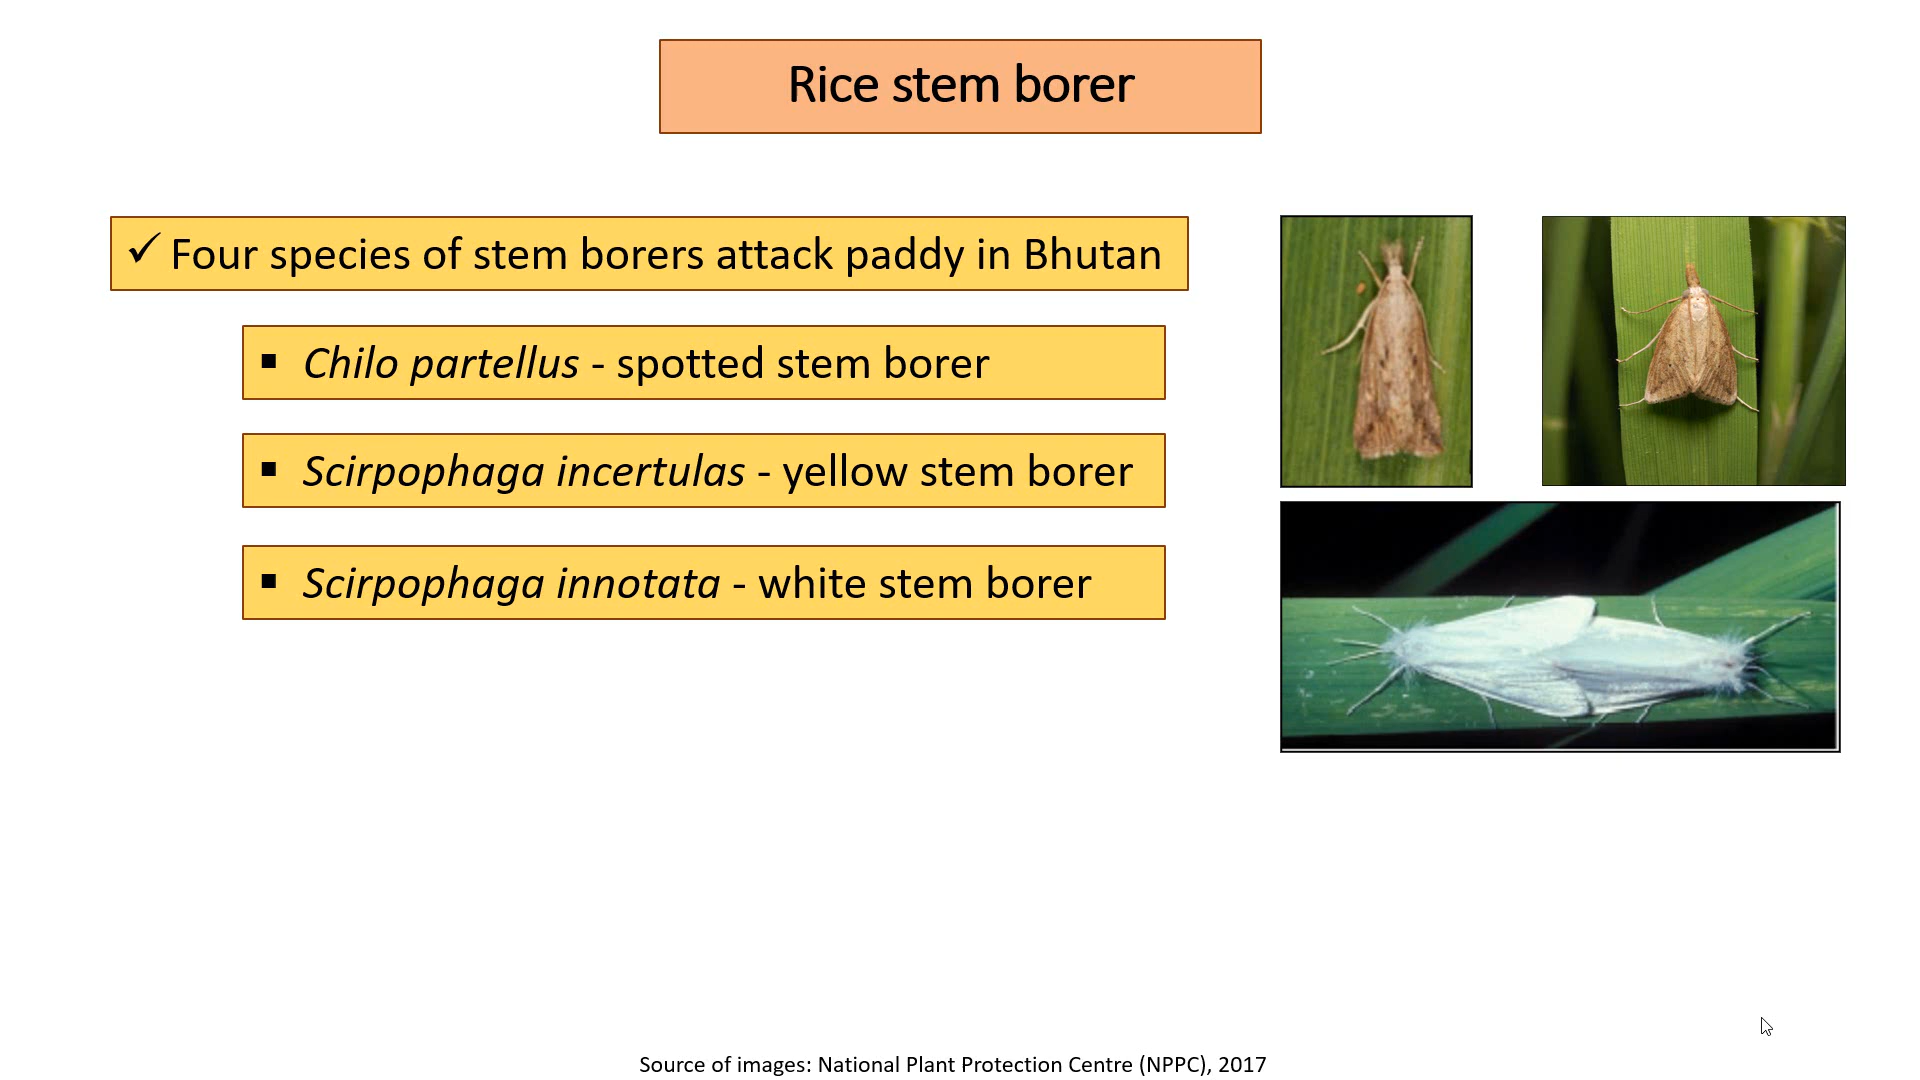 Rice stem borer
✓ Four species of stem borers attack paddy in Bhutan
▪ Chilo partellus - spotted stem borer
▪ Scirpophaga incertulas - yellow stem borer
▪ Scirpophaga innotata - white stem borer
Source of images: National Plant Protection Centre (NPPC), 2017